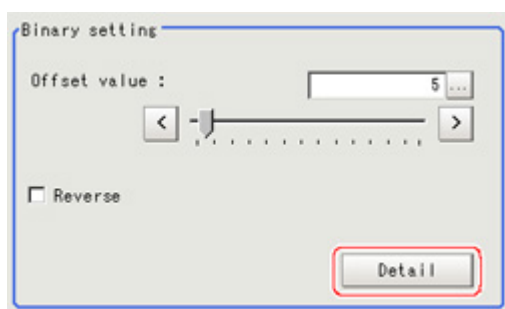 Binary setting
Offset value :
5 ...
< >
Reverse
Detail